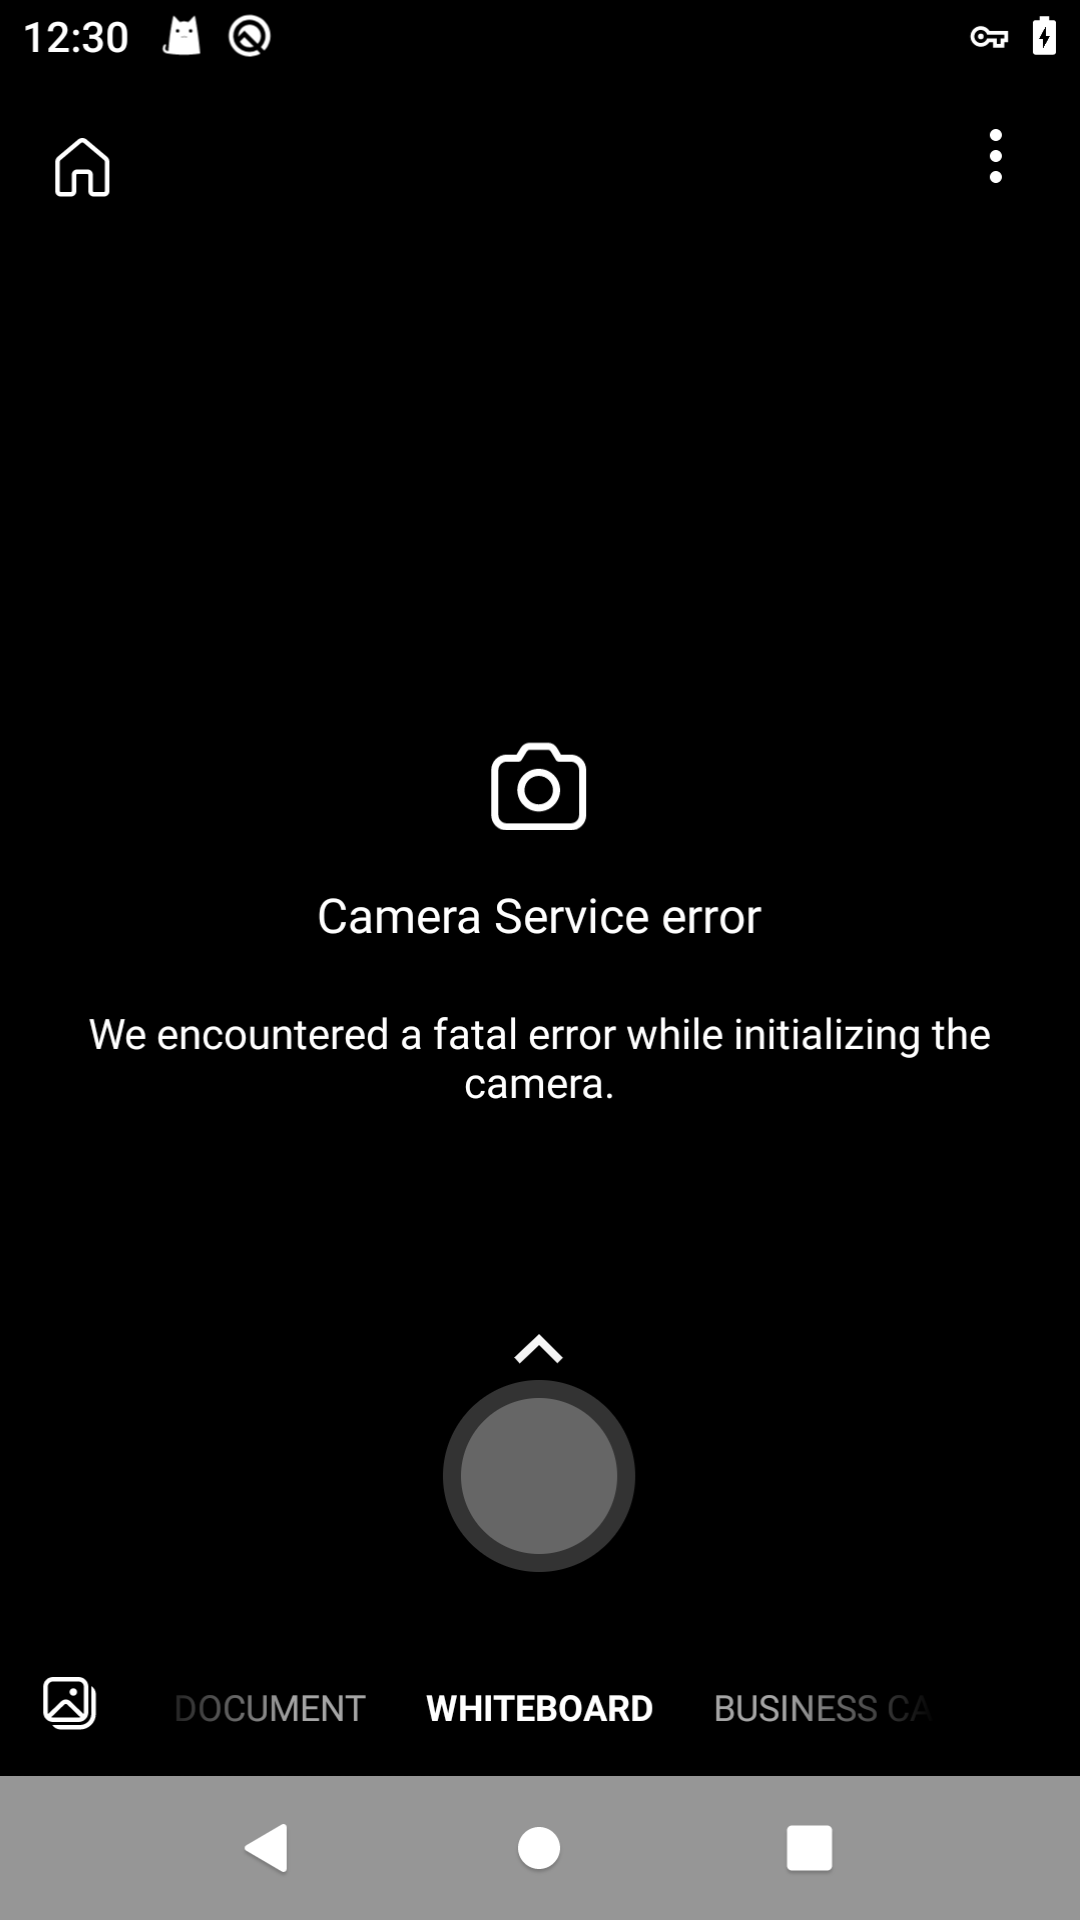 12:30
Camera Service error
We encountered a fatal error while initializing the
camera.
DOCUMENT WHITEBOARD BUSINESS CA